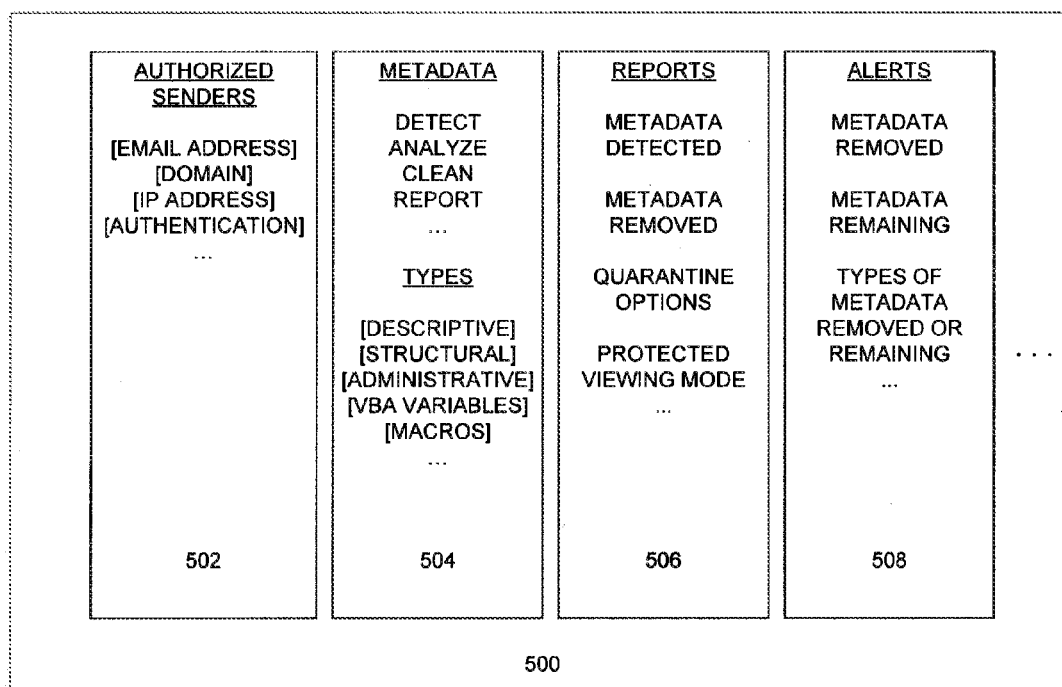 AUTHORIZED
SENDERS
[EMAIL ADDRESS]
[DOMAIN]
[IP ADDRESS]
[AUTHENTICATION]
...
502
METADATA
DETECT
ANALYZE
CLEAN
REPORT
...
TYPES
[DESCRIPTIVE]
[STRUCTURAL]
[ADMINISTRATIVE]
[VBA VARIABLES]
[MACROS]
...
504
REPORTS
METADATA
DETECTED
METADATA
REMOVED
QUARANTINE
OPTIONS
PROTECTED
VIEWING MODE
...
506
ALERTS
METADATA
REMOVED
METADATA
REMAINING
TYPES OF
METADATA
REMOVED OR
REMAINING
...
508
. . .
500